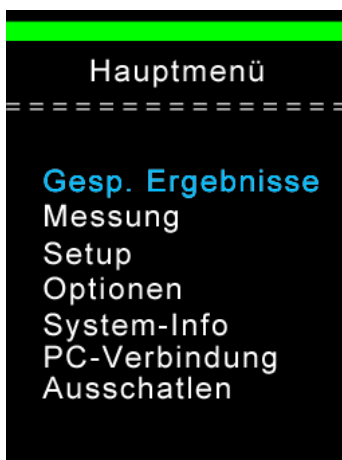 Hauptmenü
===============
Gesp. Ergebnisse
Messung
Setup
Optionen
System-Info
PC-Verbindung
Ausschatlen